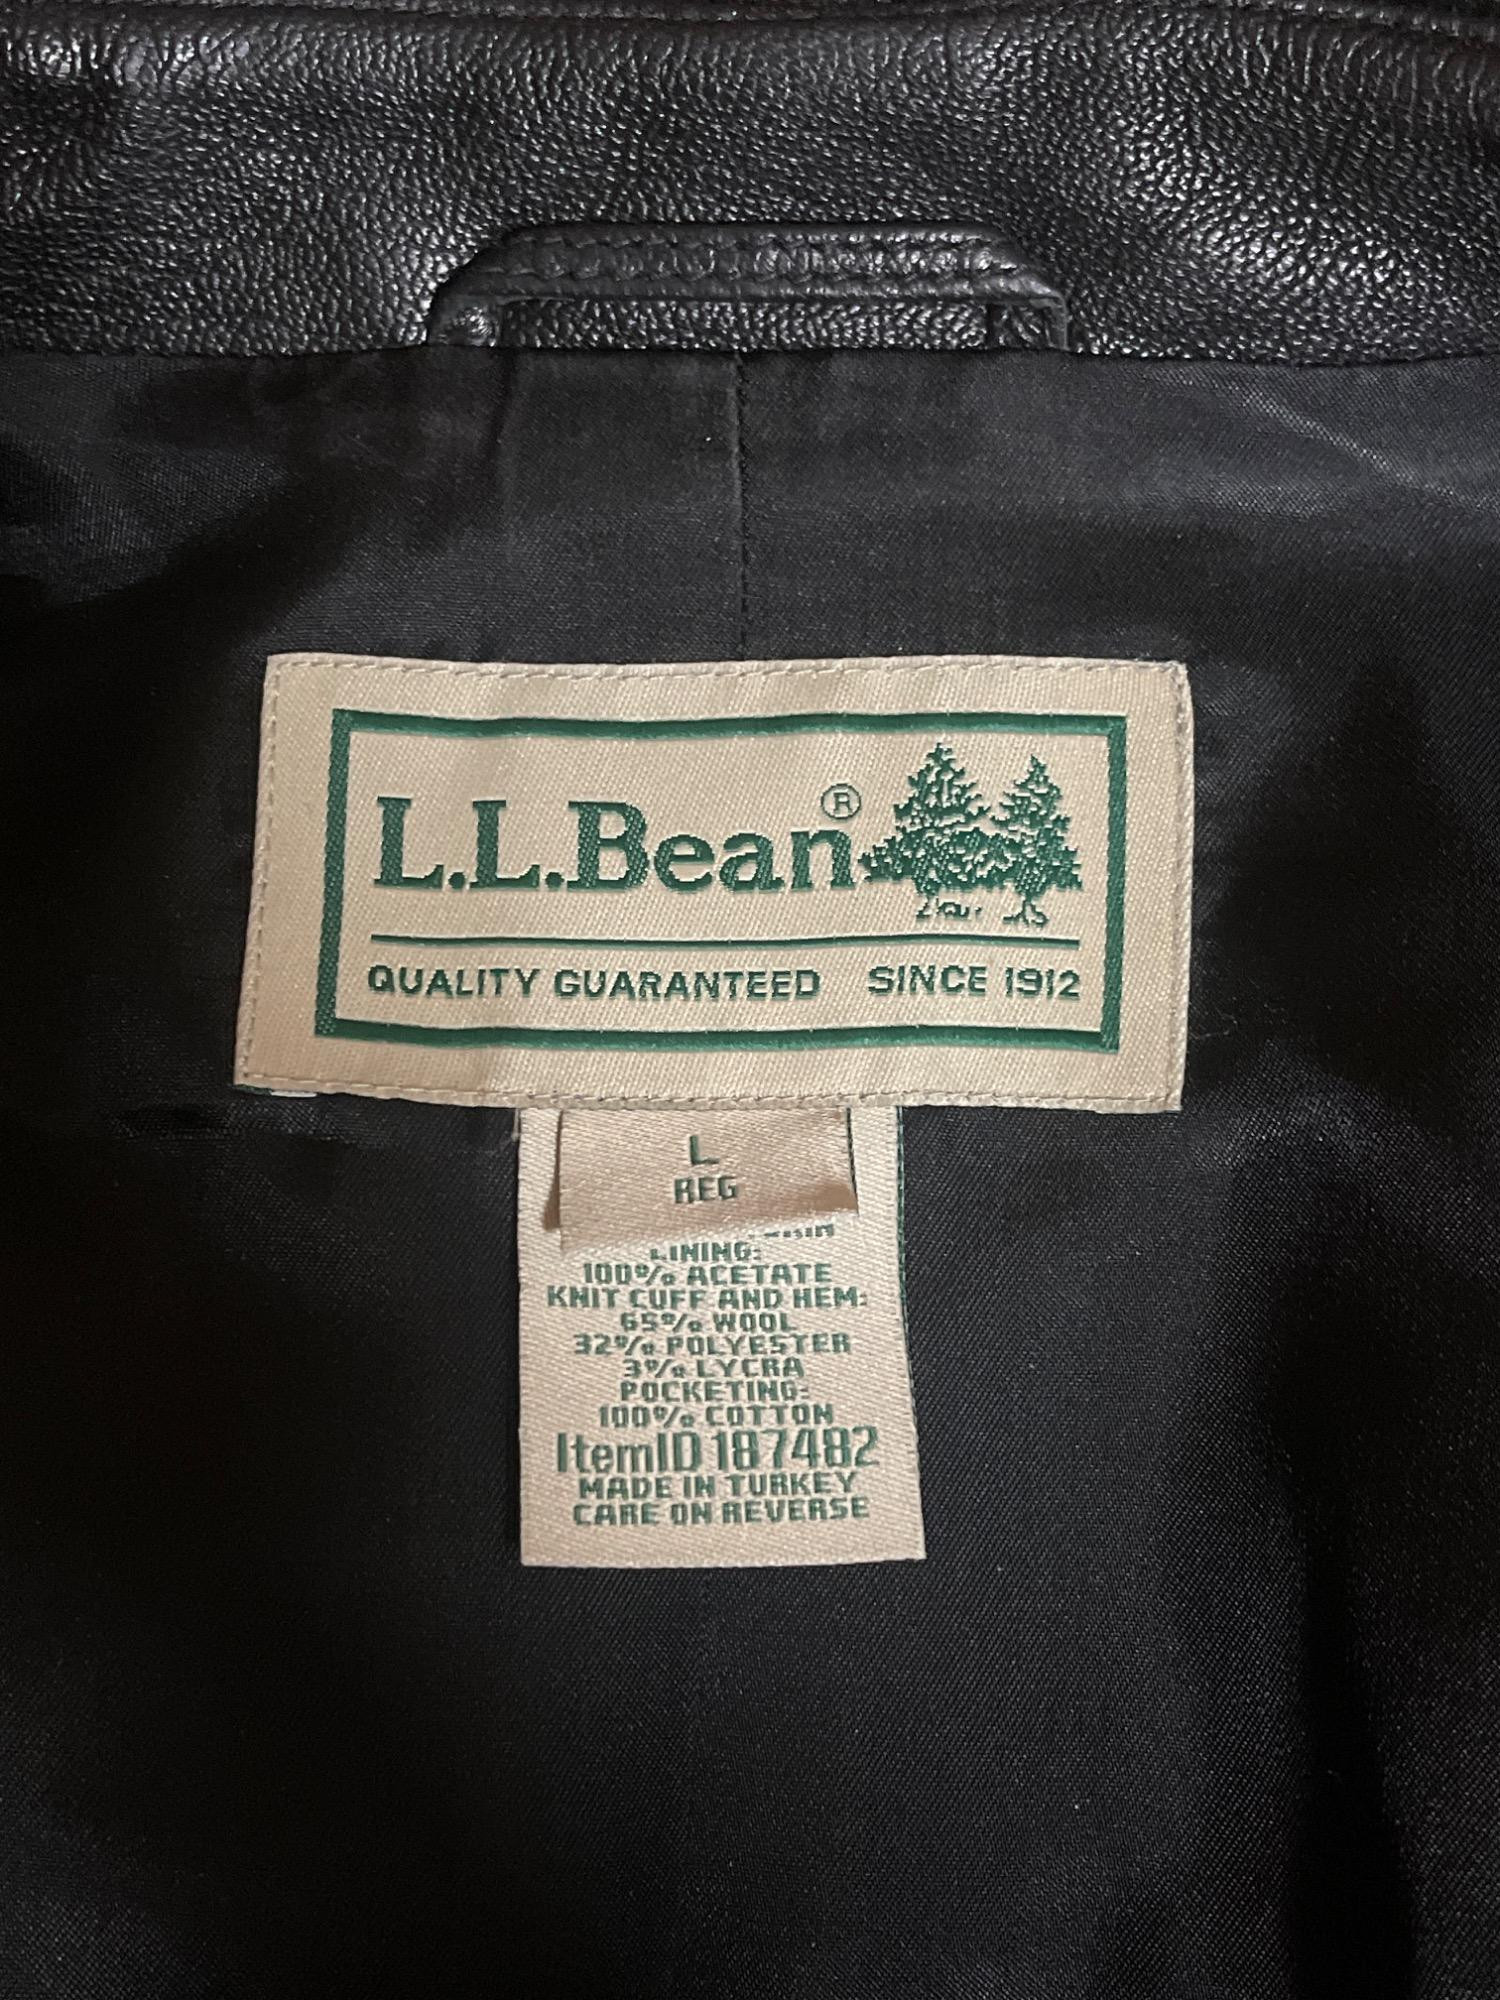 L.L.Bean®
QUALITY GUARANTEED SINCE 1912
L
REG
LINING:
100% ACETATE
KNIT CUFF AND HEM:
65% WOOL
32% POLYESTER
3% LYCRA
POCKETING:
100% COTTON
ItemID 187482
MADE IN TURKEY
CARE ON REVERSE